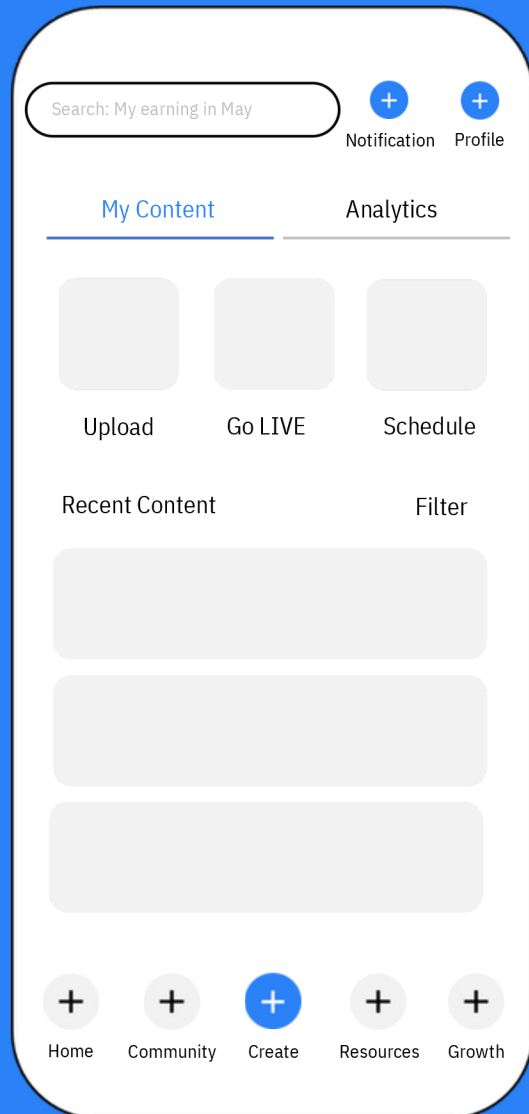 Search: My earning in May
Notification
Profile
My Content
Analytics
Upload
Go LIVE
Schedule
Recent Content
Filter
Home
Community
Create
Resources
Growth